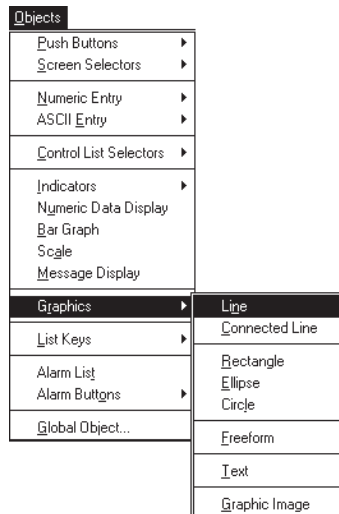 Objects
Push Buttons
Screen Selectors
Numeric Entry
ASCII Entry
Control List Selectors
Indicators
Numeric Data Display
Bar Graph
Scale
Message Display
Graphics
List Keys
Alarm List
Alarm Buttons
Global Object...
Line
Connected Line
Rectangle
Ellipse
Circle
Freeform
Text
Graphic Image